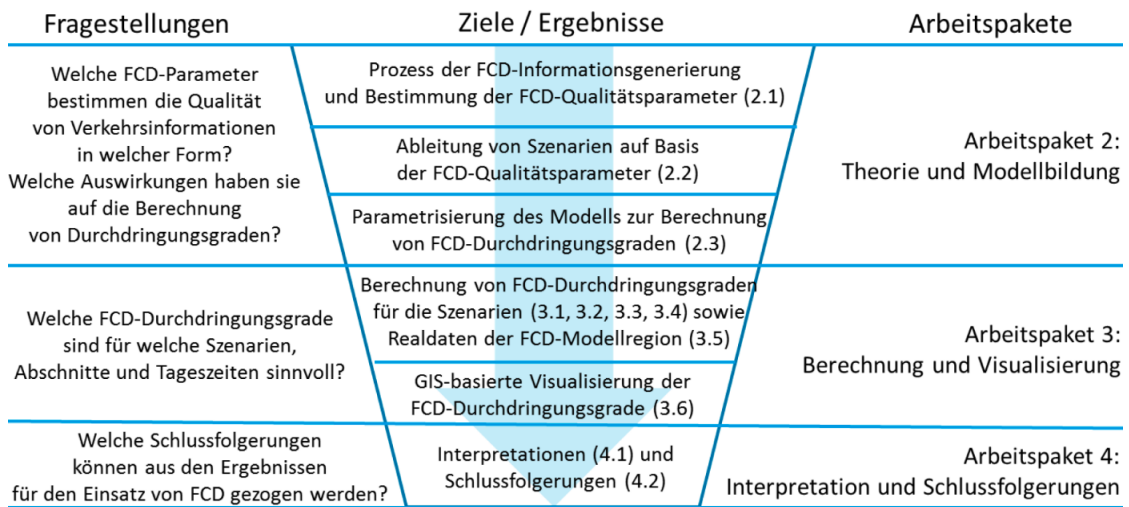 Fragestellungen
Ziele / Ergebnisse
Arbeitspakete
Welche FCD-Parameter
bestimmen die Qualität
von Verkehrsinformationen
in welcher Form?
Welche Auswirkungen haben sie
auf die Berechnung
von Durchdringungsgraden?
Prozess der FCD-Informationsgenerierung
und Bestimmung der FCD-Qualitätsparameter (2.1)
Ableitung von Szenarien auf Basis
der FCD-Qualitätsparameter (2.2)
Parametrisierung des Modells zur Berechnung
von FCD-Durchdringungsgraden (2.3)
Arbeitspaket 2:
Theorie und Modellbildung
Welche FCD-Durchdringungsgrade
sind für welche Szenarien,
Abschnitte und Tageszeiten sinnvoll?
Berechnung von FCD-Durchdringungsgraden
für die Szenarien (3.1, 3.2, 3.3, 3.4) sowie
Realdaten der FCD-Modellregion (3.5)
GIS-basierte Visualisierung der
FCD-Durchdringungsgrade (3.6)
Arbeitspaket 3:
Berechnung und Visualisierung
Welche Schlussfolgerungen
können aus den Ergebnissen
für den Einsatz von FCD gezogen werden?
Interpretationen (4.1) und
Schlussfolgerungen (4.2)
Arbeitspaket 4:
Interpretation und Schlussfolgerungen